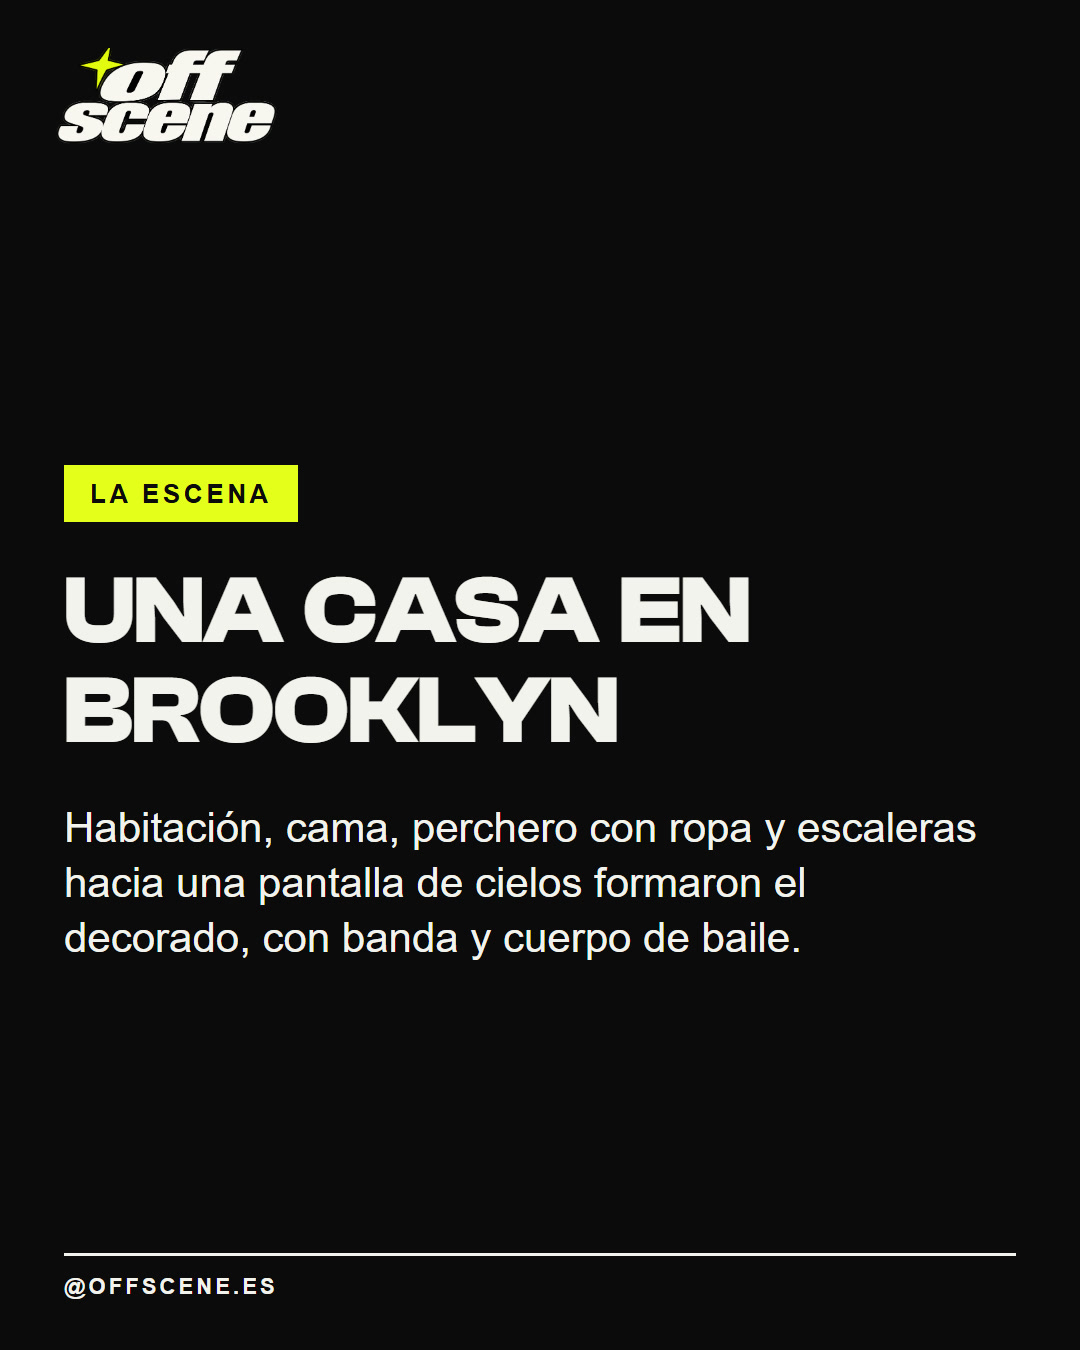 off
scene
LA ESCENA
UNA CASA EN
BROOKLYN
Habitación, cama, perchero con ropa y escaleras
hacia una pantalla de cielos formaron el
decorado, con banda y cuerpo de baile.
@OFFSCENE.ES